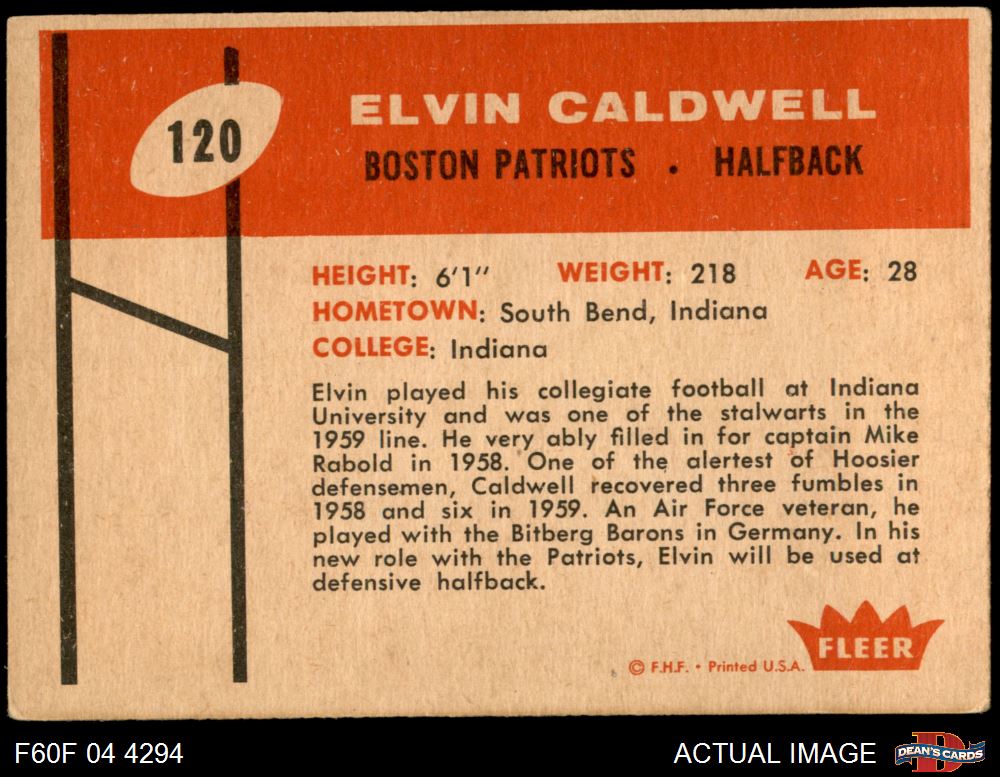 120
ELVIN CALDWELL
BOSTON PATRIOTS . HALFBACK
HEIGHT: 6'1" WEIGHT: 218 AGE: 28
HOMETOWN: South Bend, Indiana
COLLEGE: Indiana
Elvin played his collegiate football at Indiana
University and was one of the stalwarts in the
1959 line. He very ably filled in for captain Mike
Rabold in 1958. One of the alertest of Hoosier
defensemen, Caldwell recovered three fumbles in
1958 and six in 1959. An Air Force veteran, he
played with the Bitberg Barons in Germany. In his
new role with the Patriots, Elvin will be used at
defensive halfback.
FLEER
© F.H.F. • Printed U.S.A.
F60F 04 4294
ACTUAL IMAGE
D
DEAN'S CARDS